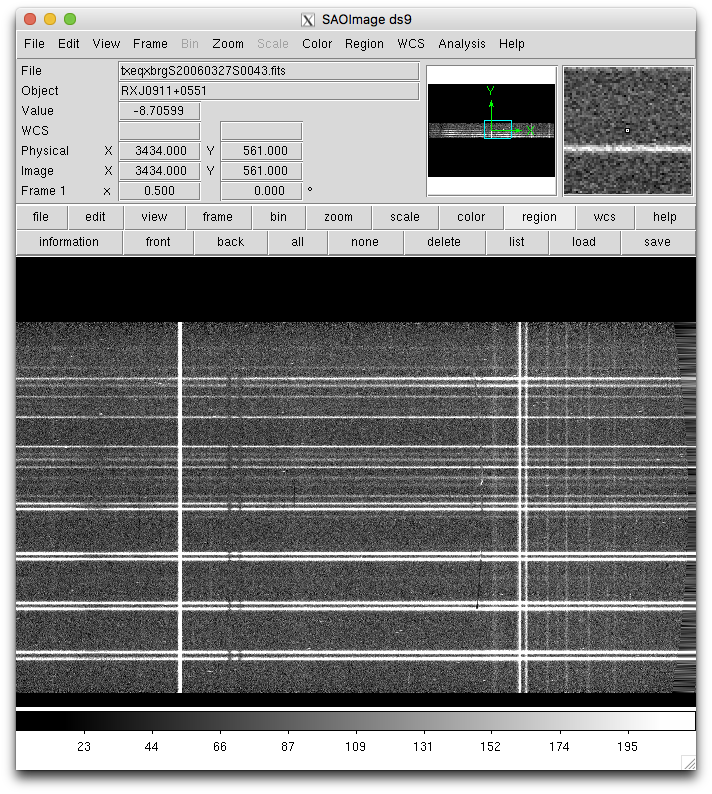 SAOImage ds9
File Edit View Frame Bin Zoom Scale Color Region WCS Analysis Help
File txeqxbrgS20060327S0043.fits
Object RXJ0911+0551
Value -8.70599
WCS
Physical X 3434.000 Y 561.000
Image X 3434.000 Y 561.000
Frame 1 x 0.500 0.000 °
Y
X
file edit view frame bin zoom scale color region wcs help
information front back all none delete list load save
23 44 66 87 109 131 152 174 195